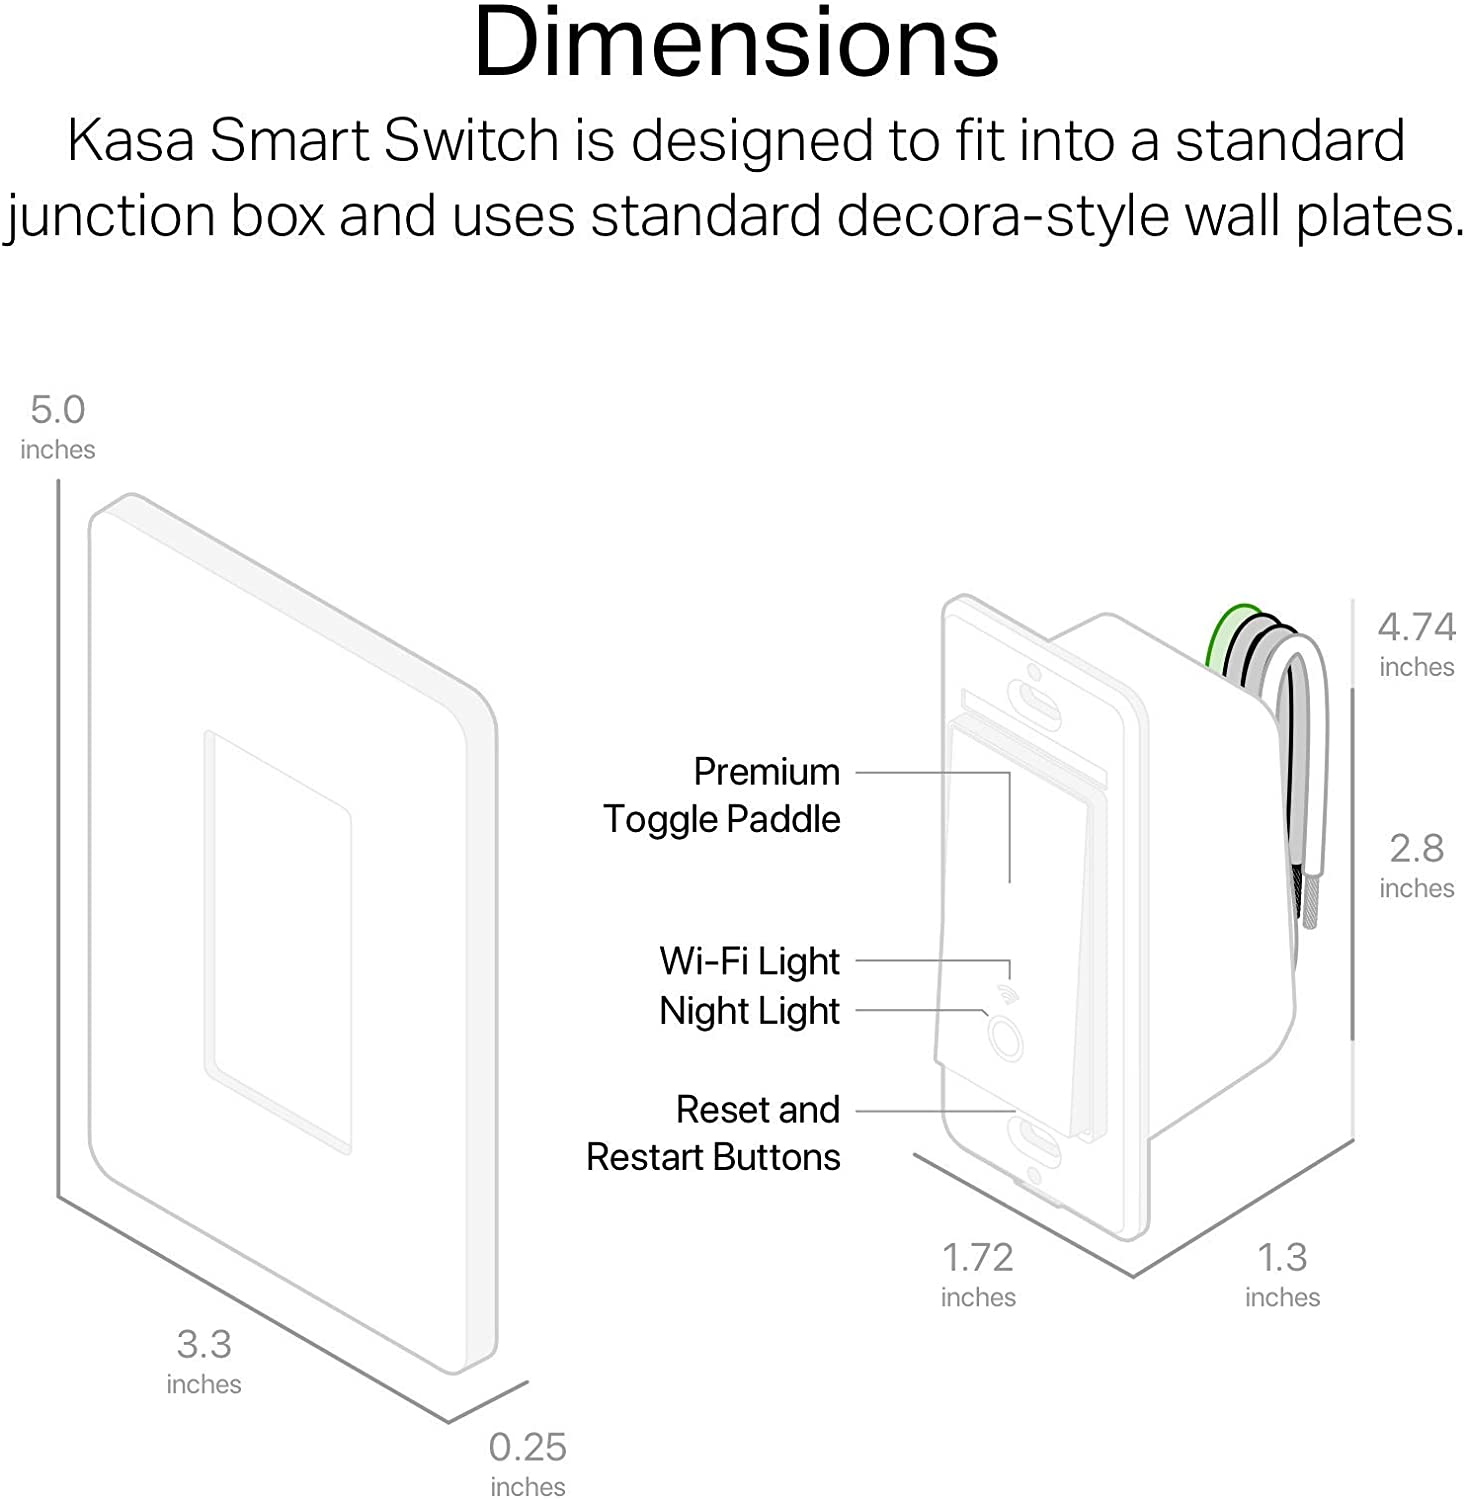 Dimensions
Kasa Smart Switch is designed to fit into a standard
junction box and uses standard decora-style wall plates.
5.0
inches
4.74
inches
Premium
Toggle Paddle
2.8
inches
Wi-Fi Light
Night Light
Reset and
Restart Buttons
1.72
inches
1.3
inches
3.3
inches
0.25
inches